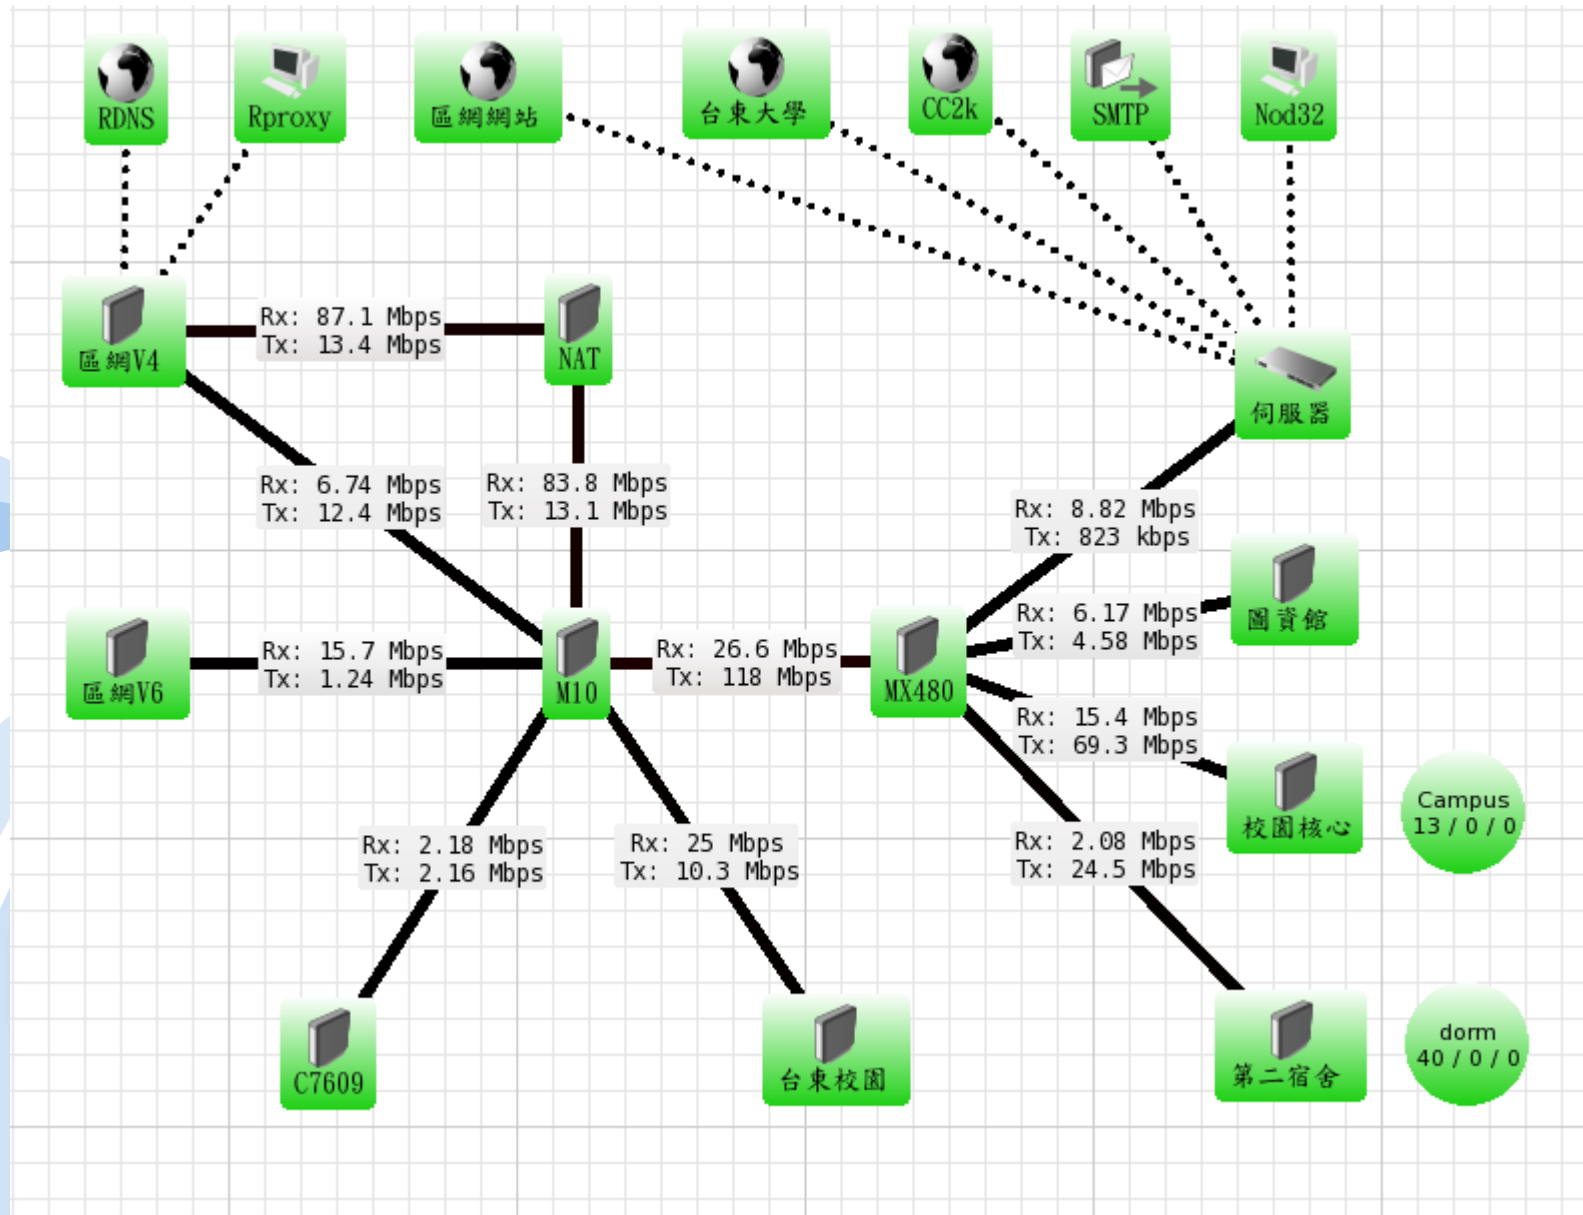 RDNS
Rproxy
區網網站
台東大學
CC2k
SMTP
Nod32
區網V4
Rx: 87.1 Mbps
Tx: 13.4 Mbps
NAT
伺服器
Rx: 6.74 Mbps
Tx: 12.4 Mbps
Rx: 83.8 Mbps
Tx: 13.1 Mbps
Rx: 8.82 Mbps
Tx: 823 kbps
圖資館
Rx: 6.17 Mbps
Tx: 4.58 Mbps
區網V6
Rx: 15.7 Mbps
Tx: 1.24 Mbps
M10
Rx: 26.6 Mbps
Tx: 118 Mbps
MX480
Rx: 15.4 Mbps
Tx: 69.3 Mbps
校園核心
Campus
13 / 0 / 0
Rx: 2.18 Mbps
Tx: 2.16 Mbps
Rx: 25 Mbps
Tx: 10.3 Mbps
Rx: 2.08 Mbps
Tx: 24.5 Mbps
C7609
台東校園
第二宿舍
dorm
40 / 0 / 0